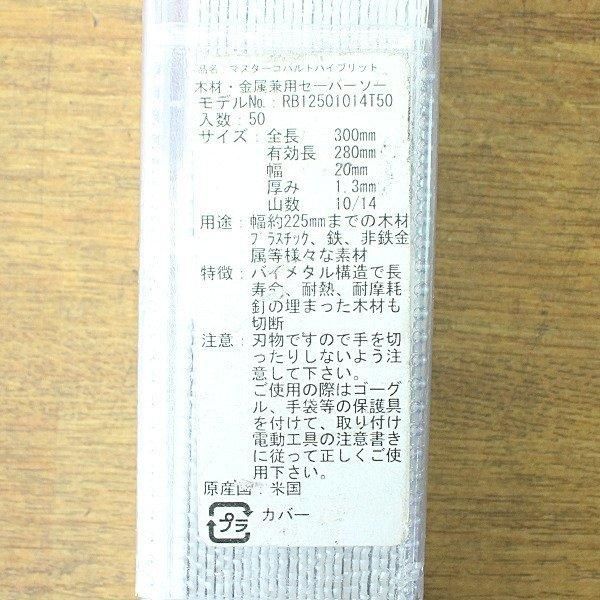 品名：マスターコバルトハイブリット
木材・金属兼用セーバーソー
モデルNo.：RB12501014T50
入数：50
サイズ：全長 300mm
有効長 280mm
幅 20mm
厚み 1.3mm
山数 10/14
用途：幅約225mmまでの木材
プラスチック、鉄、非鉄金
属等様々な素材
特徴：バイメタル構造で長
寿命、耐熱、耐摩耗
釘の埋まった木材も
切断
注意：刃物ですので手を切
ったりしないよう注
意して下さい。
ご使用の際はゴーグ
ル、手袋等の保護具
を付けて、取り付け
電動工具の注意書き
に従って正しくご使
用下さい。
原産国：米国
プラ カバー